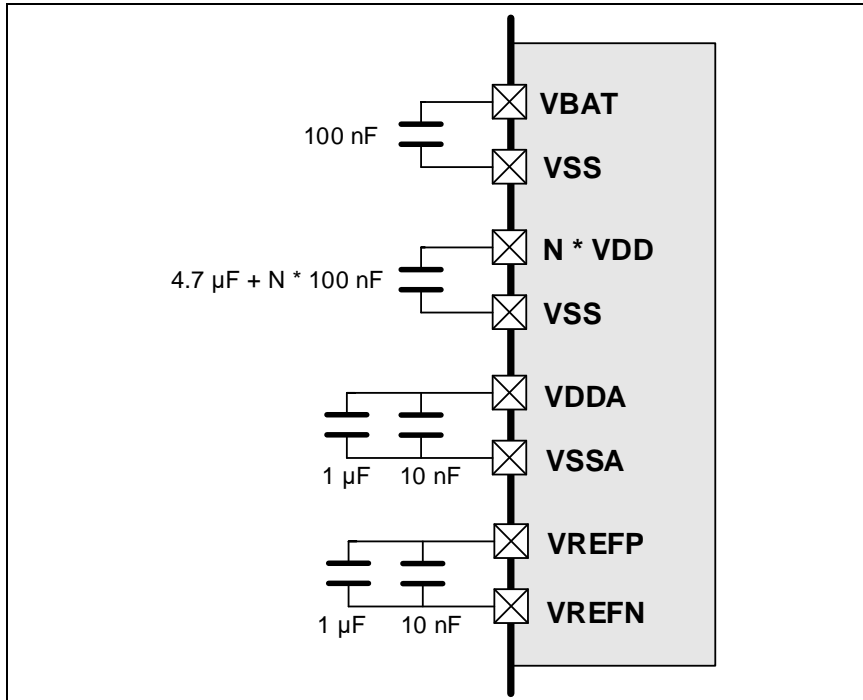 VBAT
100 nF
VSS
N * VDD
4.7 µF + N * 100 nF
VSS
VDDA
VSSA
1 µF 10 nF
VREFP
VREFN
1 µF 10 nF